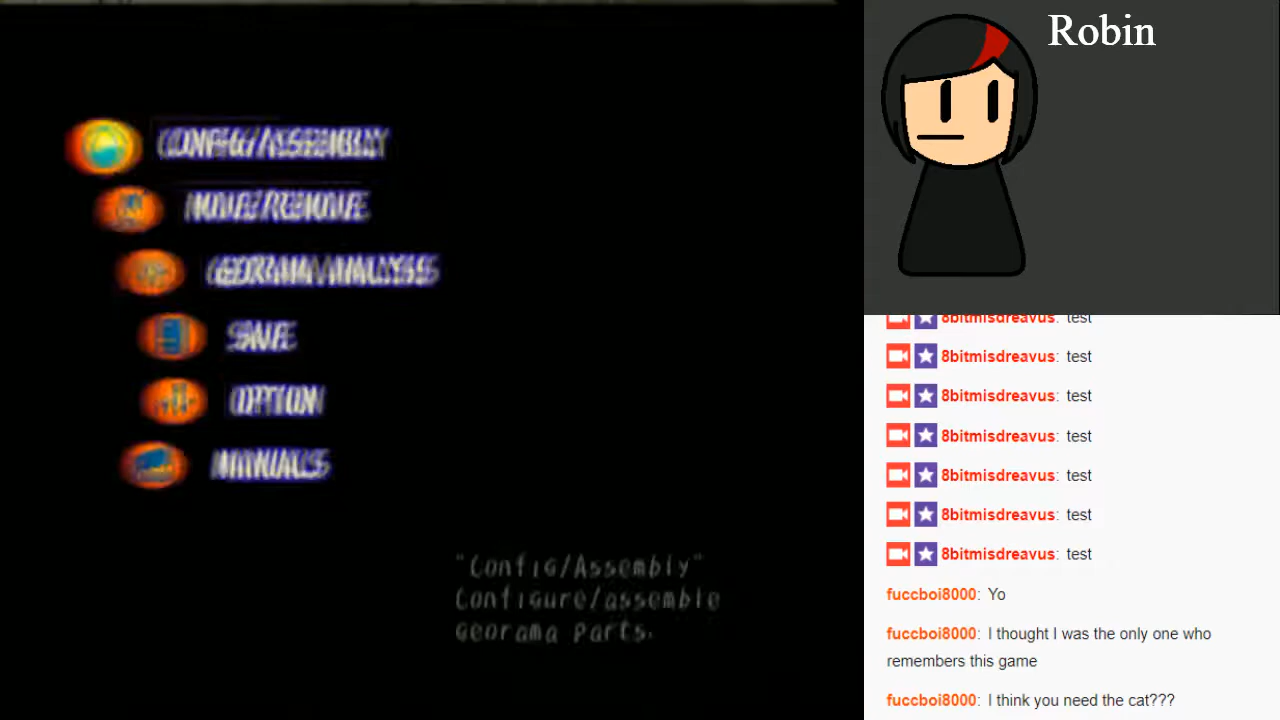 CONFIG/ASSEMBLY
MOVE/REMOVE
GEORAMA ANALYSIS
SAVE
OPTION
MANUALS
"Config/Assembly"
Configure/assemble
Georama Parts.
Robin
8bitmisdreavus: test
8bitmisdreavus: test
8bitmisdreavus: test
8bitmisdreavus: test
8bitmisdreavus: test
8bitmisdreavus: test
8bitmisdreavus: test
fuccboi8000: Yo
fuccboi8000: I thought I was the only one who
remembers this game
fuccboi8000: I think you need the cat???